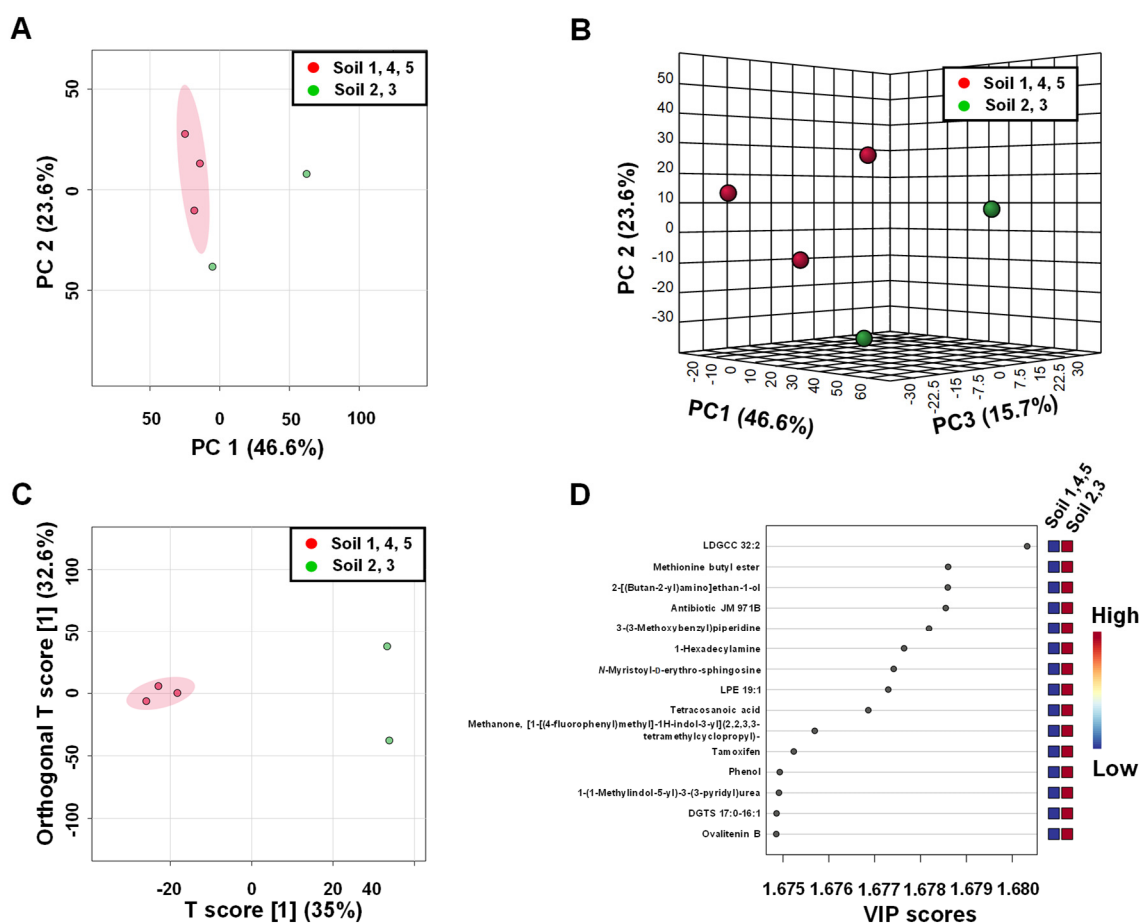 A
Soil 1, 4, 5
Soil 2, 3
50
0
50
50
0
50
100
PC 2 (23.6%)
PC 1 (46.6%)
B
Soil 1, 4, 5
Soil 2, 3
50
40
30
20
10
0
-10
-20
-30
PC 2 (23.6%)
-20
-10
0
10
20
30
40
50
60
PC1 (46.6%)
-30
-22.5
-15
-7.5
0
7.5
15
22.5
30
PC3 (15.7%)
C
Soil 1, 4, 5
Soil 2, 3
100
50
0
-50
-100
Orthogonal T score [1] (32.6%)
-20
0
20
40
T score [1] (35%)
D
Soil 1,4,5
Soil 2,3
LDGCC 32:2
Methionine butyl ester
2-[(Butan-2-yl)amino]ethan-1-ol
Antibiotic JM 971B
3-(3-Methoxybenzyl)piperidine
1-Hexadecylamine
N-Myristoyl-D-erythro-sphingosine
LPE 19:1
Tetracosanoic acid
Methanone, [1-[(4-fluorophenyl)methyl]-1H-indol-3-yl](2,2,3,3-
tetramethylcyclopropyl)-
Tamoxifen
Phenol
1-(1-Methylindol-5-yl)-3-(3-pyridyl)urea
DGTS 17:0-16:1
Ovalitenin B
High
Low
1.675 1.676 1.677 1.678 1.679 1.680
VIP scores